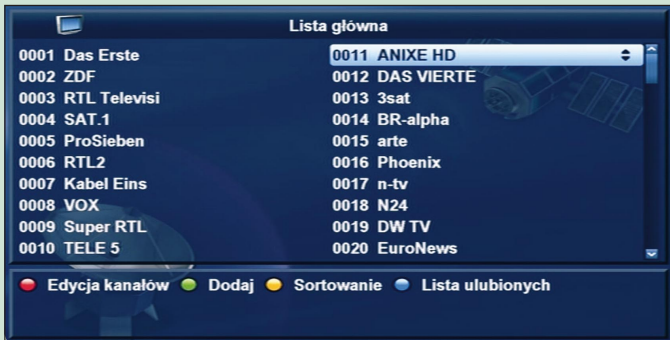 Lista główna
0001 Das Erste
0002 ZDF
0003 RTL Televisi
0004 SAT.1
0005 ProSieben
0006 RTL2
0007 Kabel Eins
0008 VOX
0009 Super RTL
0010 TELE 5
0011 ANIXE HD
0012 DAS VIERTE
0013 3sat
0014 BR-alpha
0015 arte
0016 Phoenix
0017 n-tv
0018 N24
0019 DW TV
0020 EuroNews
Edycja kanałów Dodaj Sortowanie Lista ulubionych